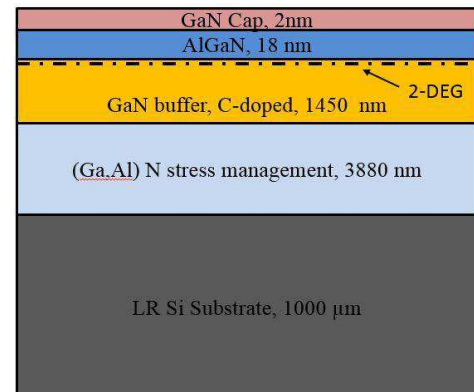 GaN Cap, 2nm
AlGaN, 18 nm
2-DEG
GaN buffer, C-doped, 1450 nm
(Ga,Al) N stress management, 3880 nm
LR Si Substrate, 1000 µm